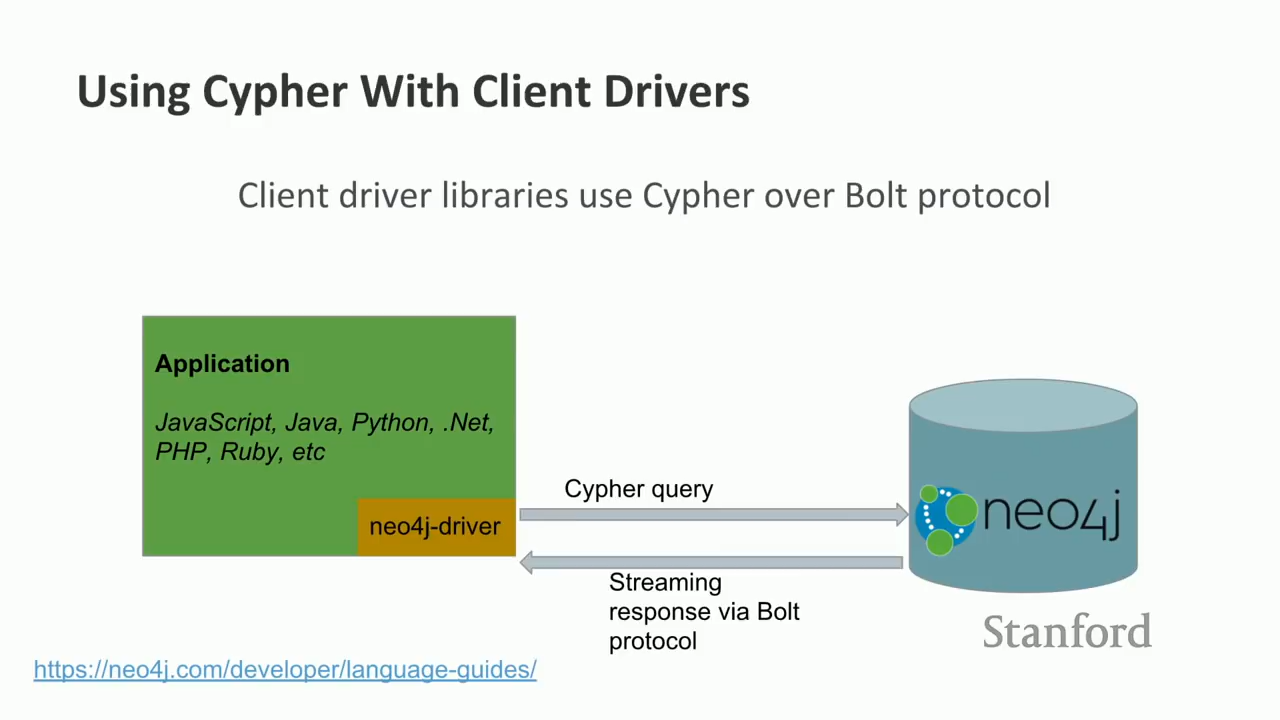 Using Cypher With Client Drivers
Client driver libraries use Cypher over Bolt protocol
Application
JavaScript, Java, Python, .Net,
PHP, Ruby, etc
neo4j-driver
Cypher query
neo4j
Streaming
response via Bolt
protocol
Stanford
https://neo4j.com/developer/language-guides/